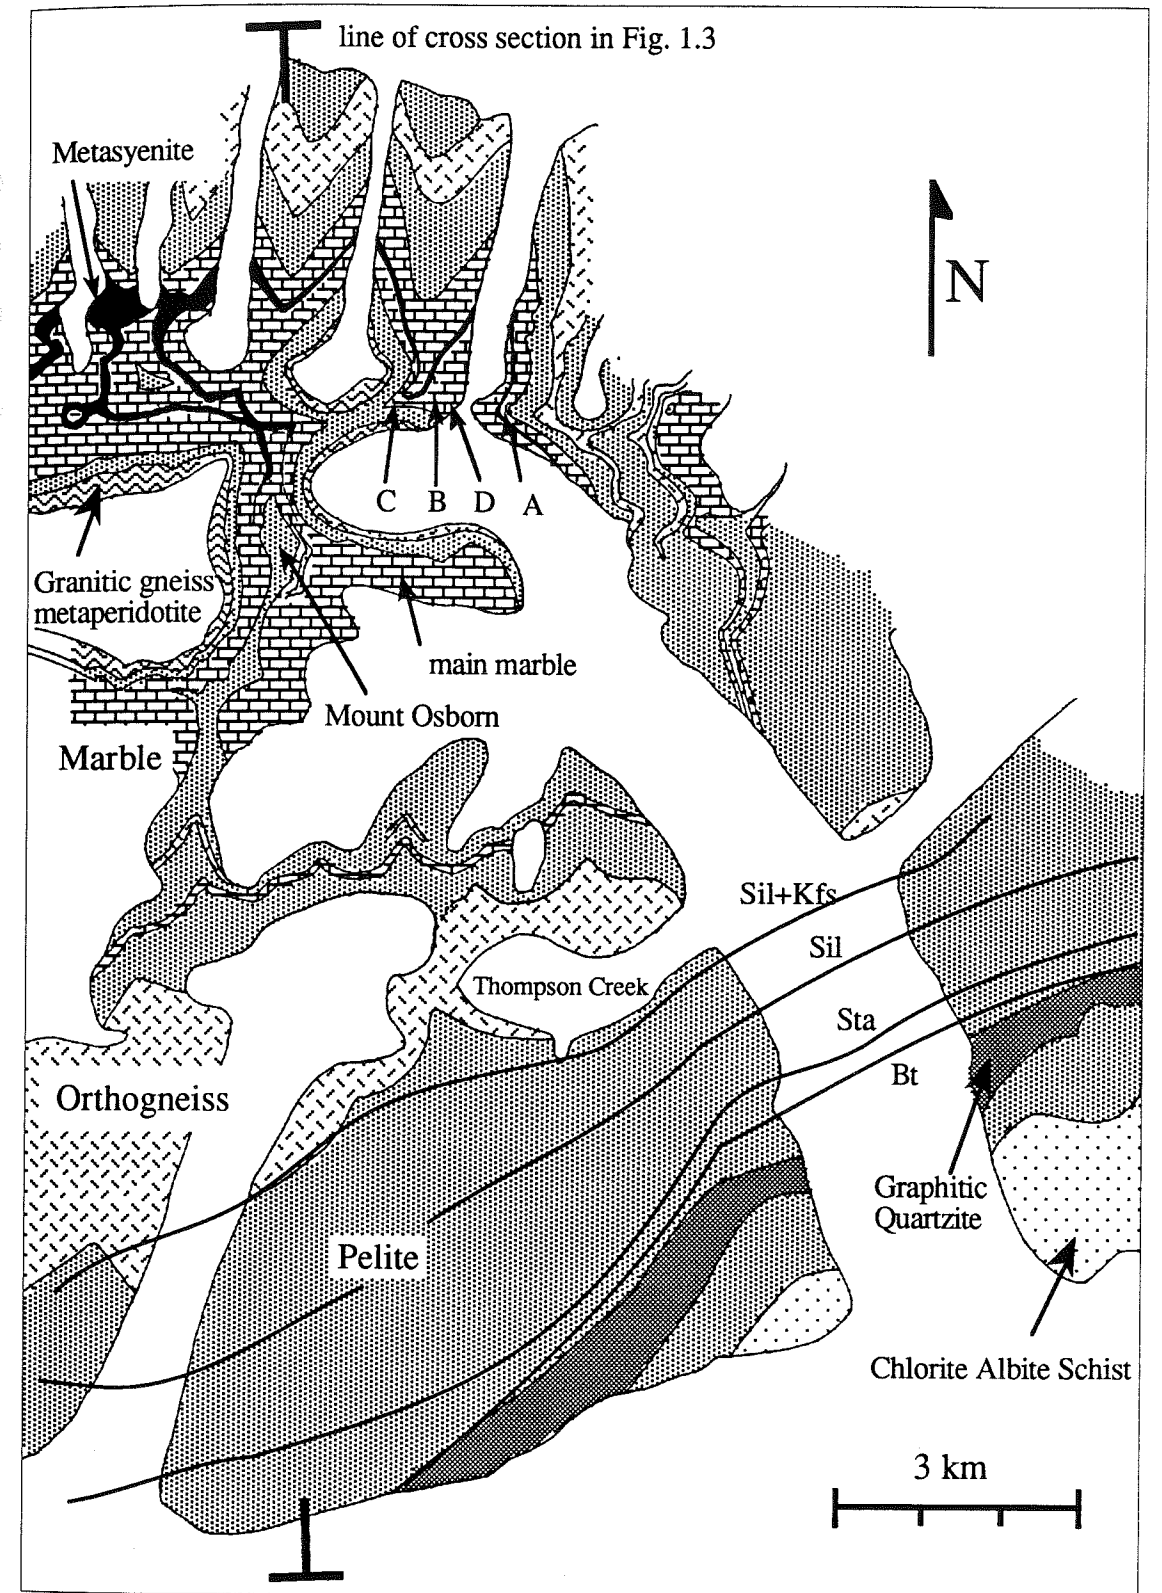 line of cross section in Fig. 1.3
Metasyenite
N
C B D A
Granitic gneiss
metaperidotite
main marble
Mount Osborn
Marble
Sil+Kfs
Sil
Thompson Creek
Sta
Bt
Orthogneiss
Graphitic
Quartzite
Pelite
Chlorite Albite Schist
3 km